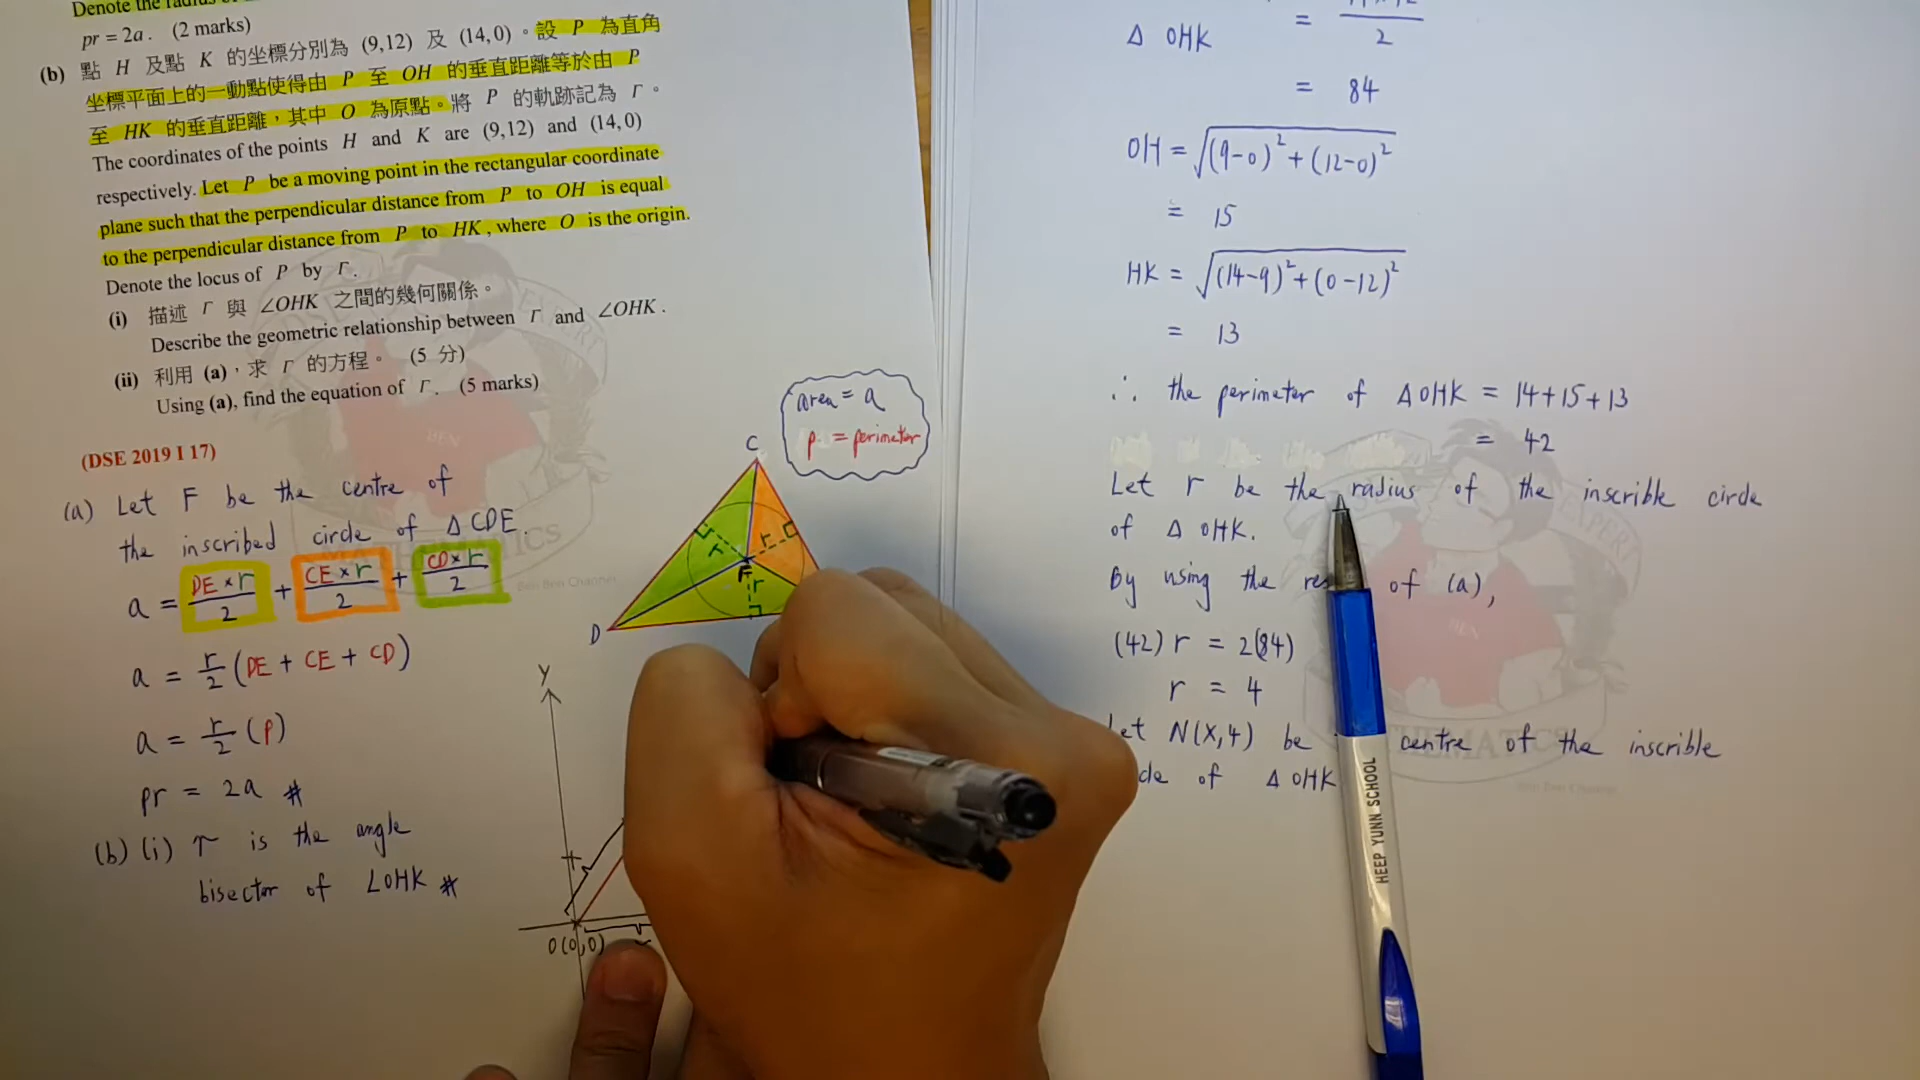 Denote the radius of
pr = 2a . (2 marks)
(b) 點 H 及點 K 的坐標分別為 (9,12) 及 (14,0)。設 P 為直角
坐標平面上的一動點使得由 P 至 OH 的垂直距離等於由 P
至 HK 的垂直距離,其中 O 為原點。將 P 的軌跡記為 Γ。
The coordinates of the points H and K are (9,12) and (14,0)
respectively. Let P be a moving point in the rectangular coordinate
plane such that the perpendicular distance from P to OH is equal
to the perpendicular distance from P to HK , where O is the origin.
Denote the locus of P by Γ .
(i) 描述 Γ 與 ∠OHK 之間的幾何關係。
Describe the geometric relationship between Γ and ∠OHK .
(ii) 利用 (a),求 Γ 的方程。 (5 分)
Using (a), find the equation of Γ . (5 marks)
(DSE 2019 I 17)
(a) Let F be the centre of
the inscribed circle of Δ CDE.
a = DE×r/2 + CE×r/2 + CD×r/2
a = r/2 (DE + CE + CD)
a = r/2 (P)
pr = 2a #
(b) (i) Γ is the angle
bisector of ∠OHK #
area = a
p = perimeter
C
r
r
F
r
D
y
O(0,0)
Δ OHK =
2
= 84
OH = √((9-0)²+(12-0)²)
= 15
HK = √((14-9)²+(0-12)²)
= 13
∴ the perimeter of Δ OHK = 14+15+13
= 42
Let r be the radius of the inscrible circle
of Δ OHK.
By using the res of (a),
(42) r = 2(84)
r = 4
Let N(X,4) be centre of the inscrible
cle of Δ OHK
HEEP YUNN SCHOOL
MATHEMATICS
EXPERT
BEN
Ben Ben Channel